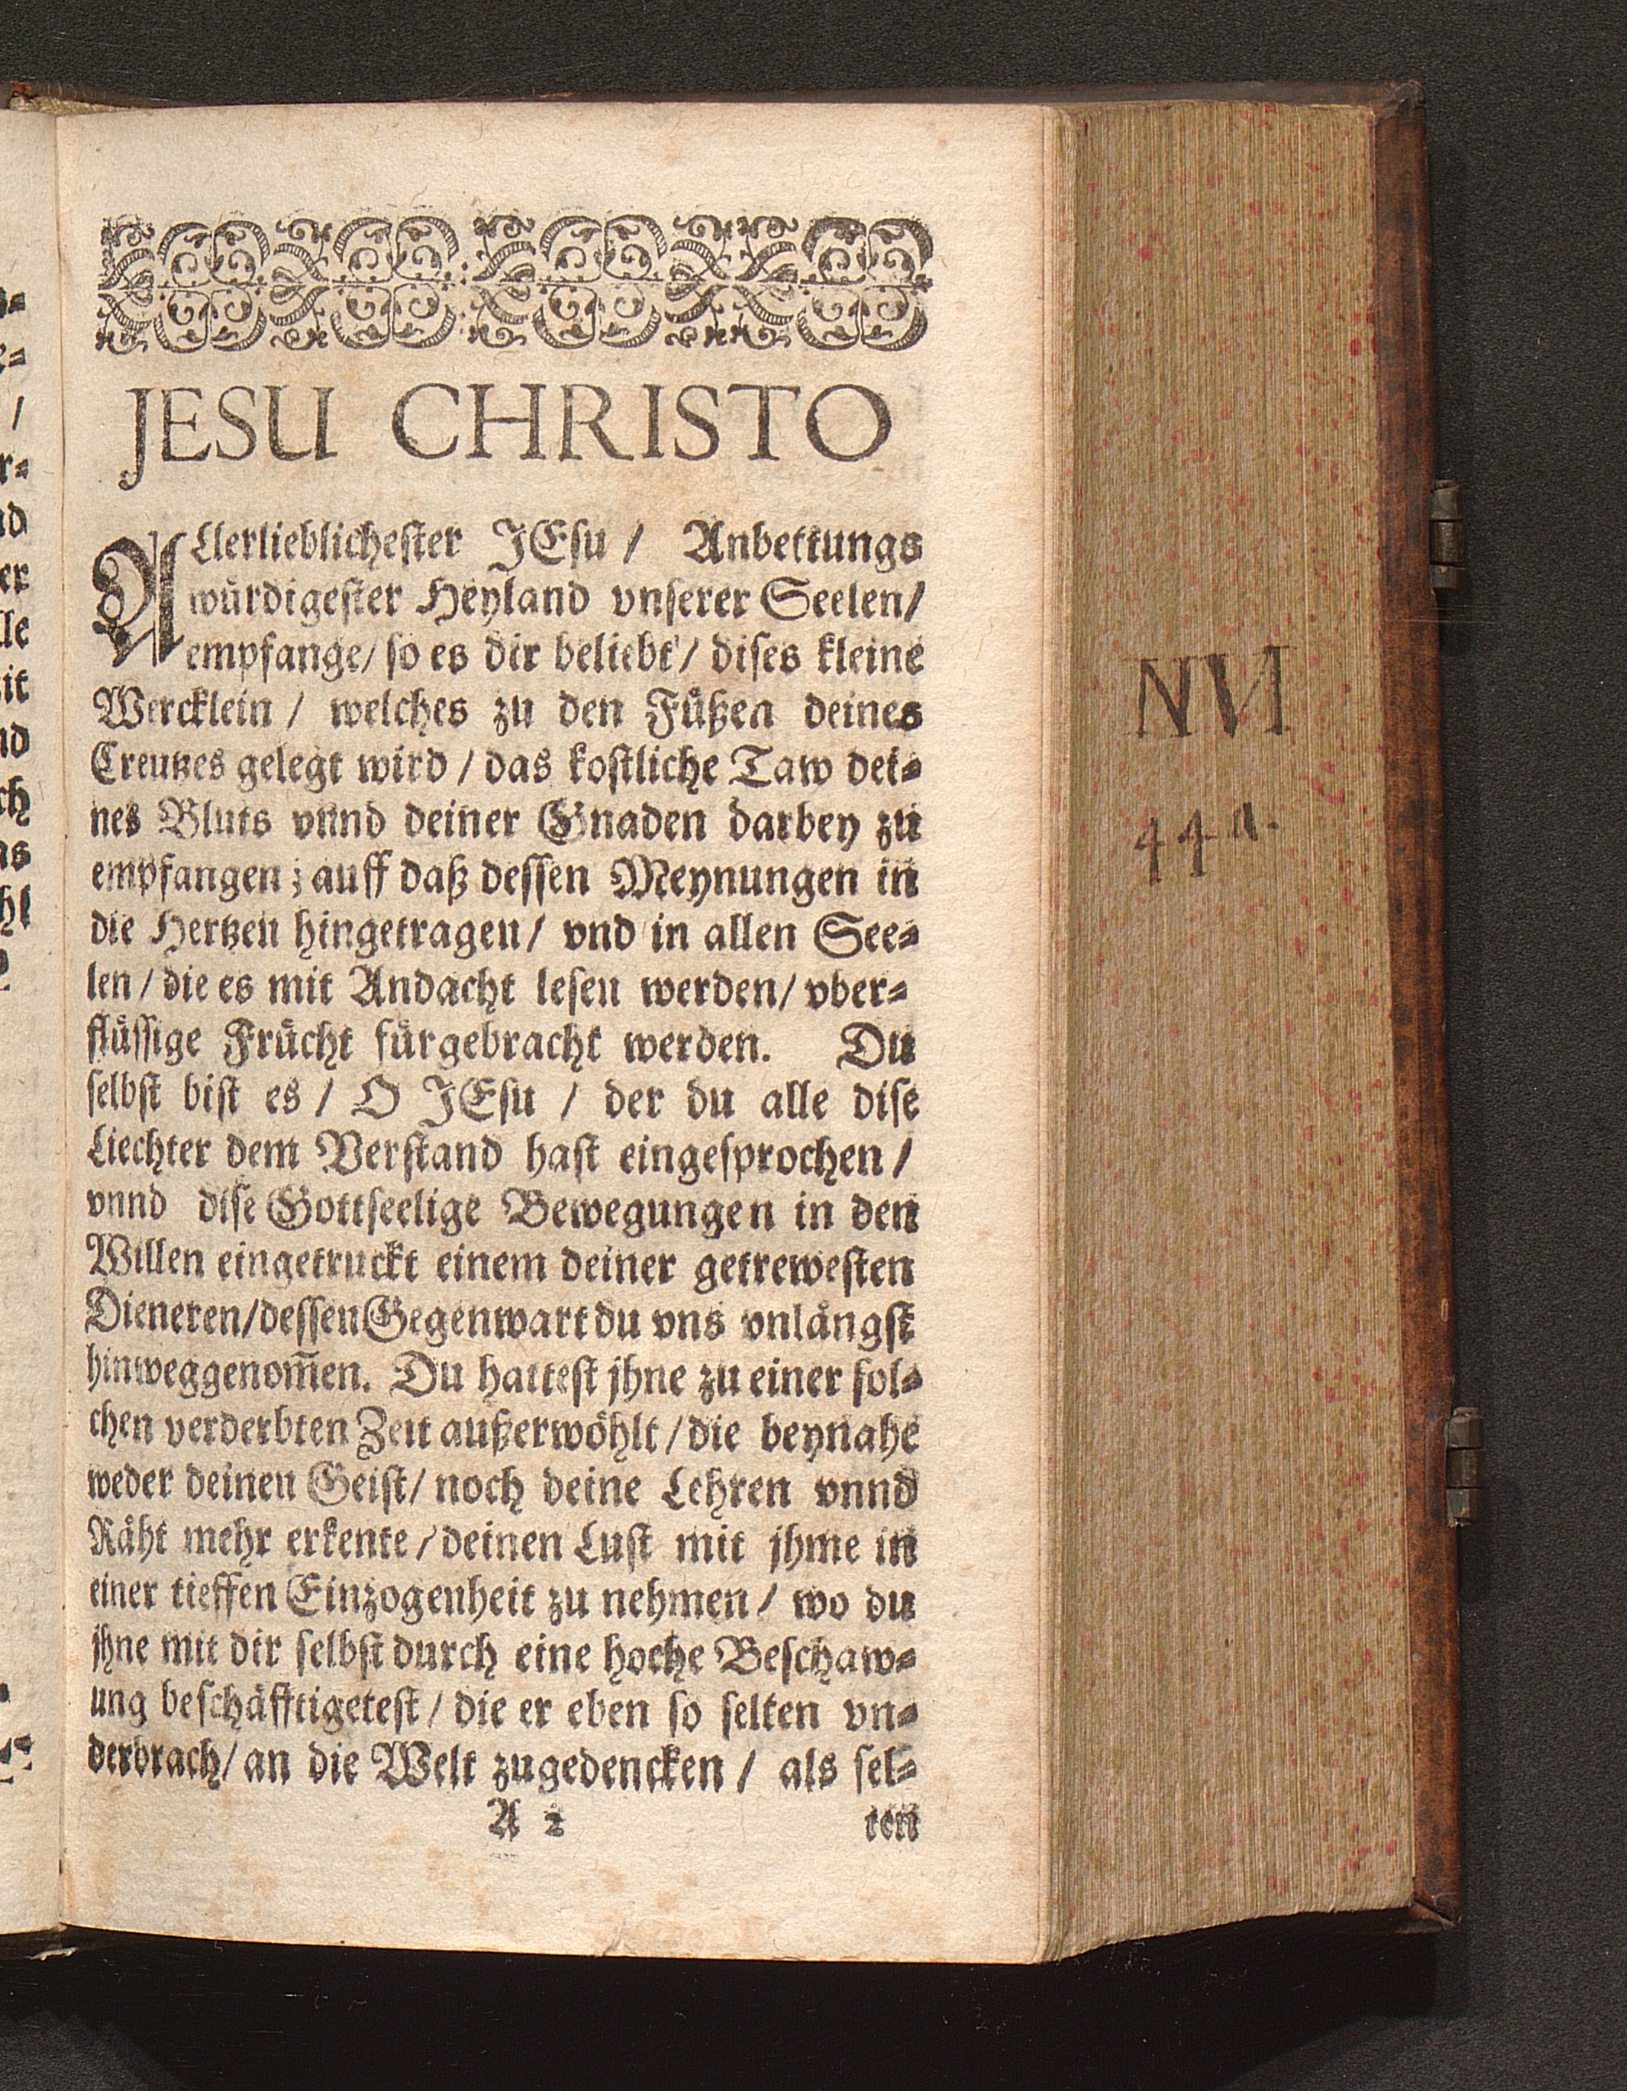 JESU CHRISTO
ALlerlieblichester JEsu / Anbettungs
würdigester Heyland vnserer Seelen /
empfange / so es dir beliebt / dises kleine
Wercklein / welches zu den Füßen deines
Creutzes gelegt wird / das kostliche Taw dei-
nes Bluts vnnd deiner Gnaden darbey zu
empfangen ; auff daß dessen Meynungen in
die Hertzen hingetragen / vnd in allen See-
len / die es mit Andacht lesen werden / vber-
flüssige Frücht fürgebracht werden. Du
selbst bist es / O JEsu / der du alle dise
Liechter dem Verstand hast eingesprochen /
vnnd dise Gottseelige Bewegungen in den
Willen eingetruckt einem deiner getrewesten
Dieneren / dessen Gegenwart du vns vnlängst
hinweggenom̅en. Du hattest jhne zu einer sol-
chen verderbten Zeit außerwöhlt / die beynahe
weder deinen Geist / noch deine Lehren vnnd
Räht mehr erkente / deinen Lust mit jhme in
einer tieffen Einzogenheit zu nehmen / wo du
jhne mit dir selbst durch eine hoche Beschaw-
ung beschäfftigetest / die er eben so selten vn-
derbrach / an die Welt zugedencken / als sel-
A 2 ten
NVI
44 a.